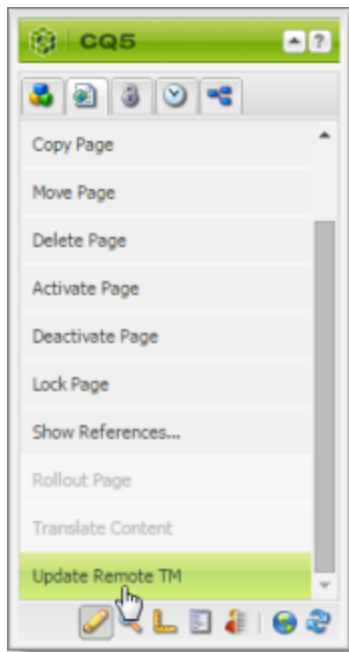 CQ5
?
Copy Page
Move Page
Delete Page
Activate Page
Deactivate Page
Lock Page
Show References...
Rollout Page
Translate Content
Update Remote TM